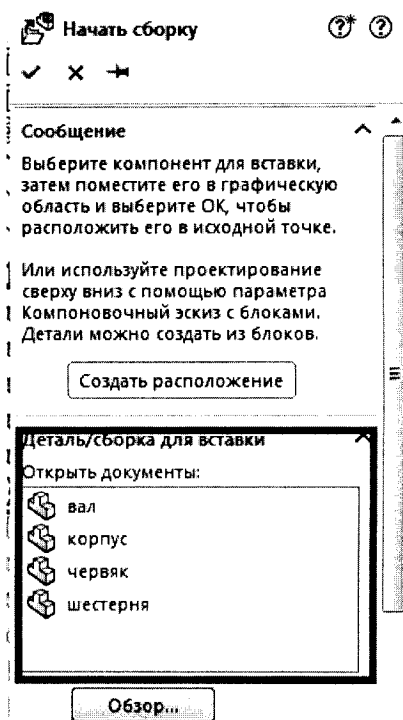 Начать сборку
Сообщение
Выберите компонент для вставки,
затем поместите его в графическую
область и выберите ОК, чтобы
расположить его в исходной точке.
Или используйте проектирование
сверху вниз с помощью параметра
Компоновочный эскиз с блоками.
Детали можно создать из блоков.
Создать расположение
Деталь/сборка для вставки
Открыть документы:
вал
корпус
червяк
шестерня
Обзор...